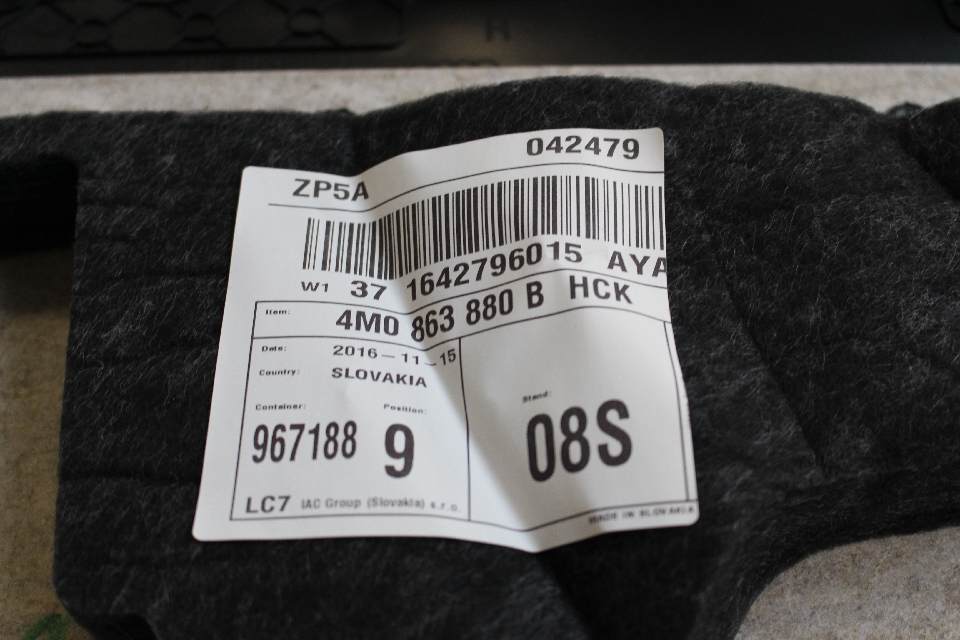 042479
ZP5A
W1 37 1642796015 AYA
Item: 4M0 863 880 B HCK
Date: 2016-11-15
Country: SLOVAKIA
Container: Position:
967188 9
Stand:
08S
LC7 IAC Group (Slovakia) s.r.o.
MADE IN SLOVAKIA